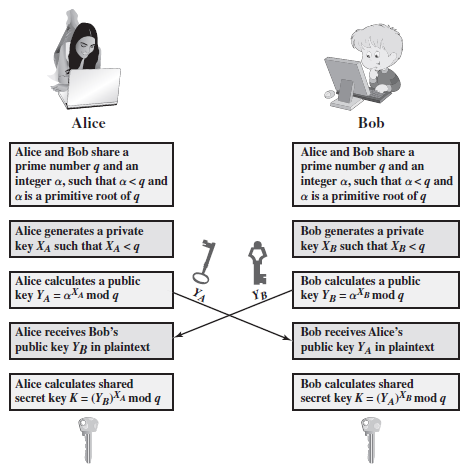 Alice
Bob
Alice and Bob share a
prime number q and an
integer α, such that α < q and
α is a primitive root of q
Alice and Bob share a
prime number q and an
integer α, such that α < q and
α is a primitive root of q
Alice generates a private
key X_A such that X_A < q
Bob generates a private
key X_B such that X_B < q
Alice calculates a public
key Y_A = α^X_A mod q
Y_A
Y_B
Bob calculates a public
key Y_B = α^X_B mod q
Alice receives Bob’s
public key Y_B in plaintext
Bob receives Alice’s
public key Y_A in plaintext
Alice calculates shared
secret key K = (Y_B)^X_A mod q
Bob calculates shared
secret key K = (Y_A)^X_B mod q